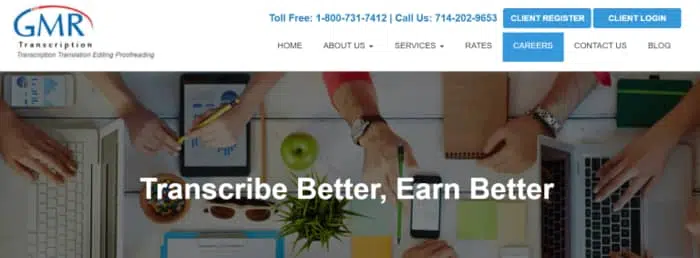 GMR
Transcription
Transcription Translation Editing Proofreading
Toll Free: 1-800-731-7412 | Call Us: 714-202-9653
CLIENT REGISTER
CLIENT LOGIN
HOME ABOUT US SERVICES RATES CAREERS CONTACT US BLOG
Transcribe Better, Earn Better